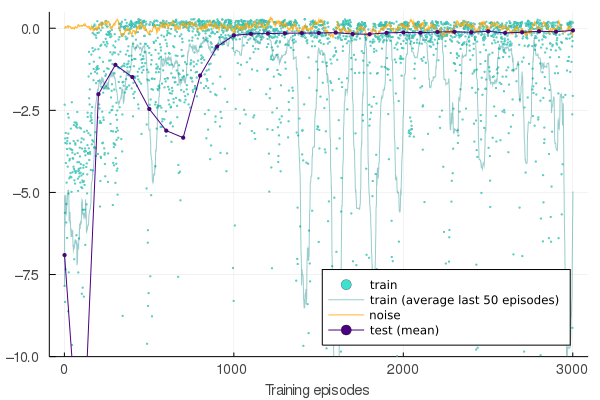 0.0
−2.5
−5.0
−7.5
−10.0
train
train (average last 50 episodes)
noise
test (mean)
0 1000 2000 3000
Training episodes